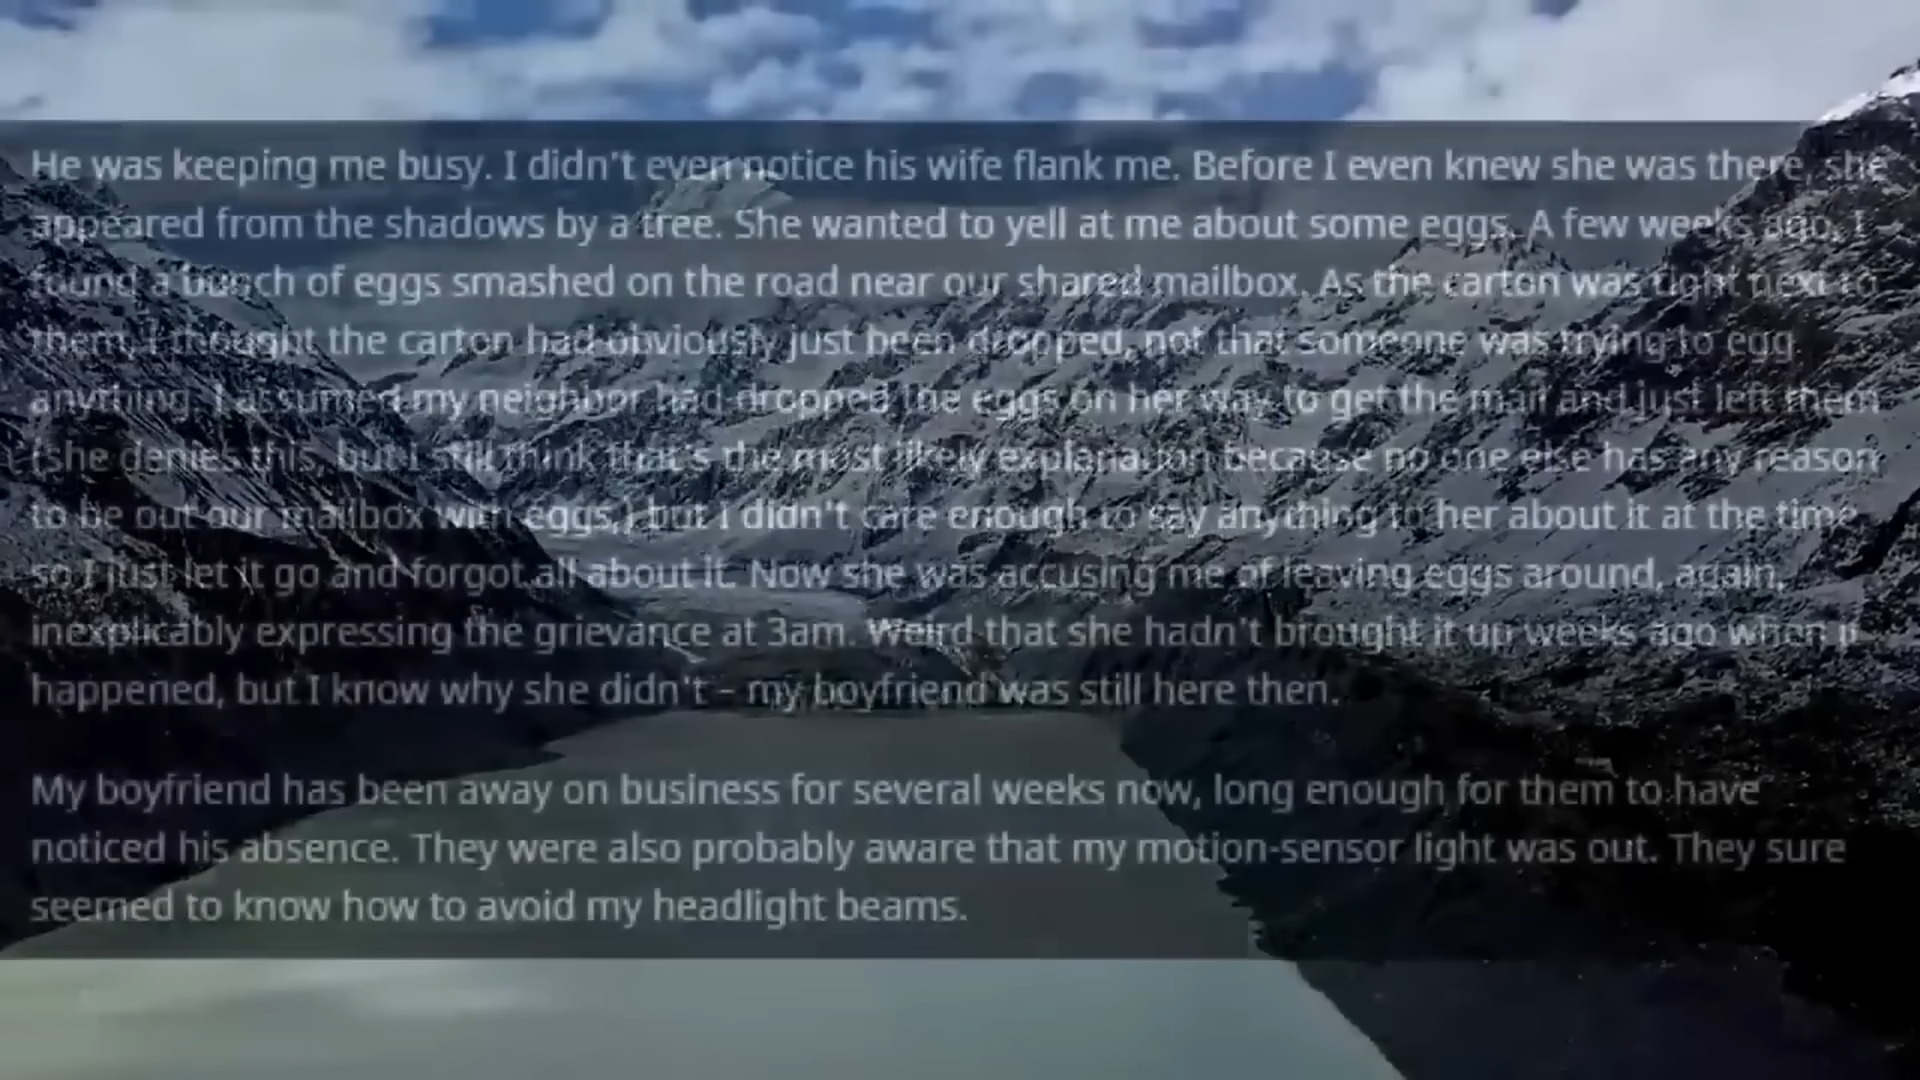 He was keeping me busy. I didn't even notice his wife flank me. Before I even knew she was there, she
appeared from the shadows by a tree. She wanted to yell at me about some eggs. A few weeks ago, I
found a bunch of eggs smashed on the road near our shared mailbox. As the carton was right next to
them, I thought the carton had obviously just been dropped, not that someone was trying to egg
anything. I assumed my neighbor had dropped the eggs on her way to get the mail and just left them
(she denies this, but I still think that's the most likely explanation because no one else has any reason
to be out our mailbox with eggs,) but I didn't care enough to say anything to her about it at the time,
so I just let it go and forgot all about it. Now she was accusing me of leaving eggs around, again,
inexplicably expressing the grievance at 3am. Weird that she hadn't brought it up weeks ago when it
happened, but I know why she didn't – my boyfriend was still here then.
My boyfriend has been away on business for several weeks now, long enough for them to have
noticed his absence. They were also probably aware that my motion-sensor light was out. They sure
seemed to know how to avoid my headlight beams.